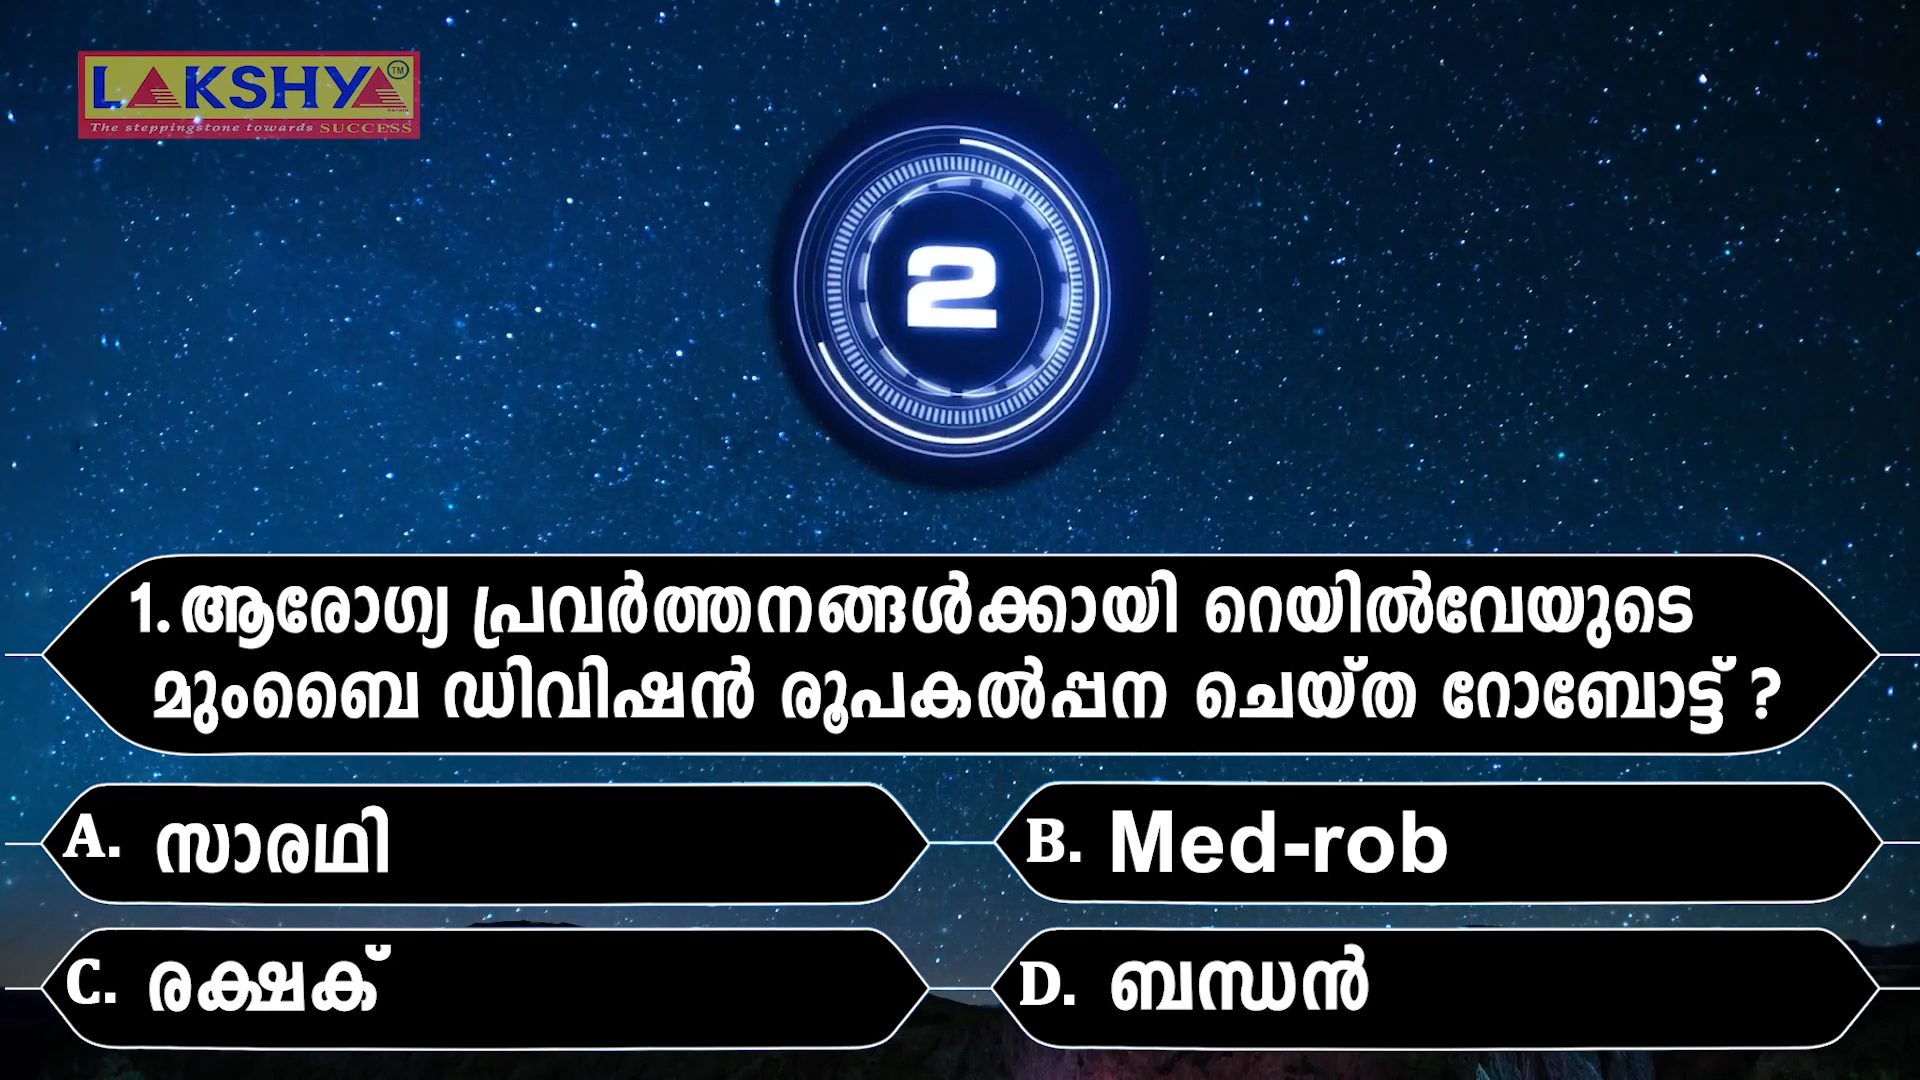 LAKSHYA TM
The steppingstone towards SUCCESS
2
1. ആരോഗ്യ പ്രവർത്തനങ്ങൾക്കായി റെയിൽവേയുടെ
മുംബൈ ഡിവിഷൻ രൂപകൽപ്പന ചെയ്ത റോബോട്ട് ?
A. സാരഥി
B. Med-rob
C. രക്ഷക്
D. ബന്ധൻ